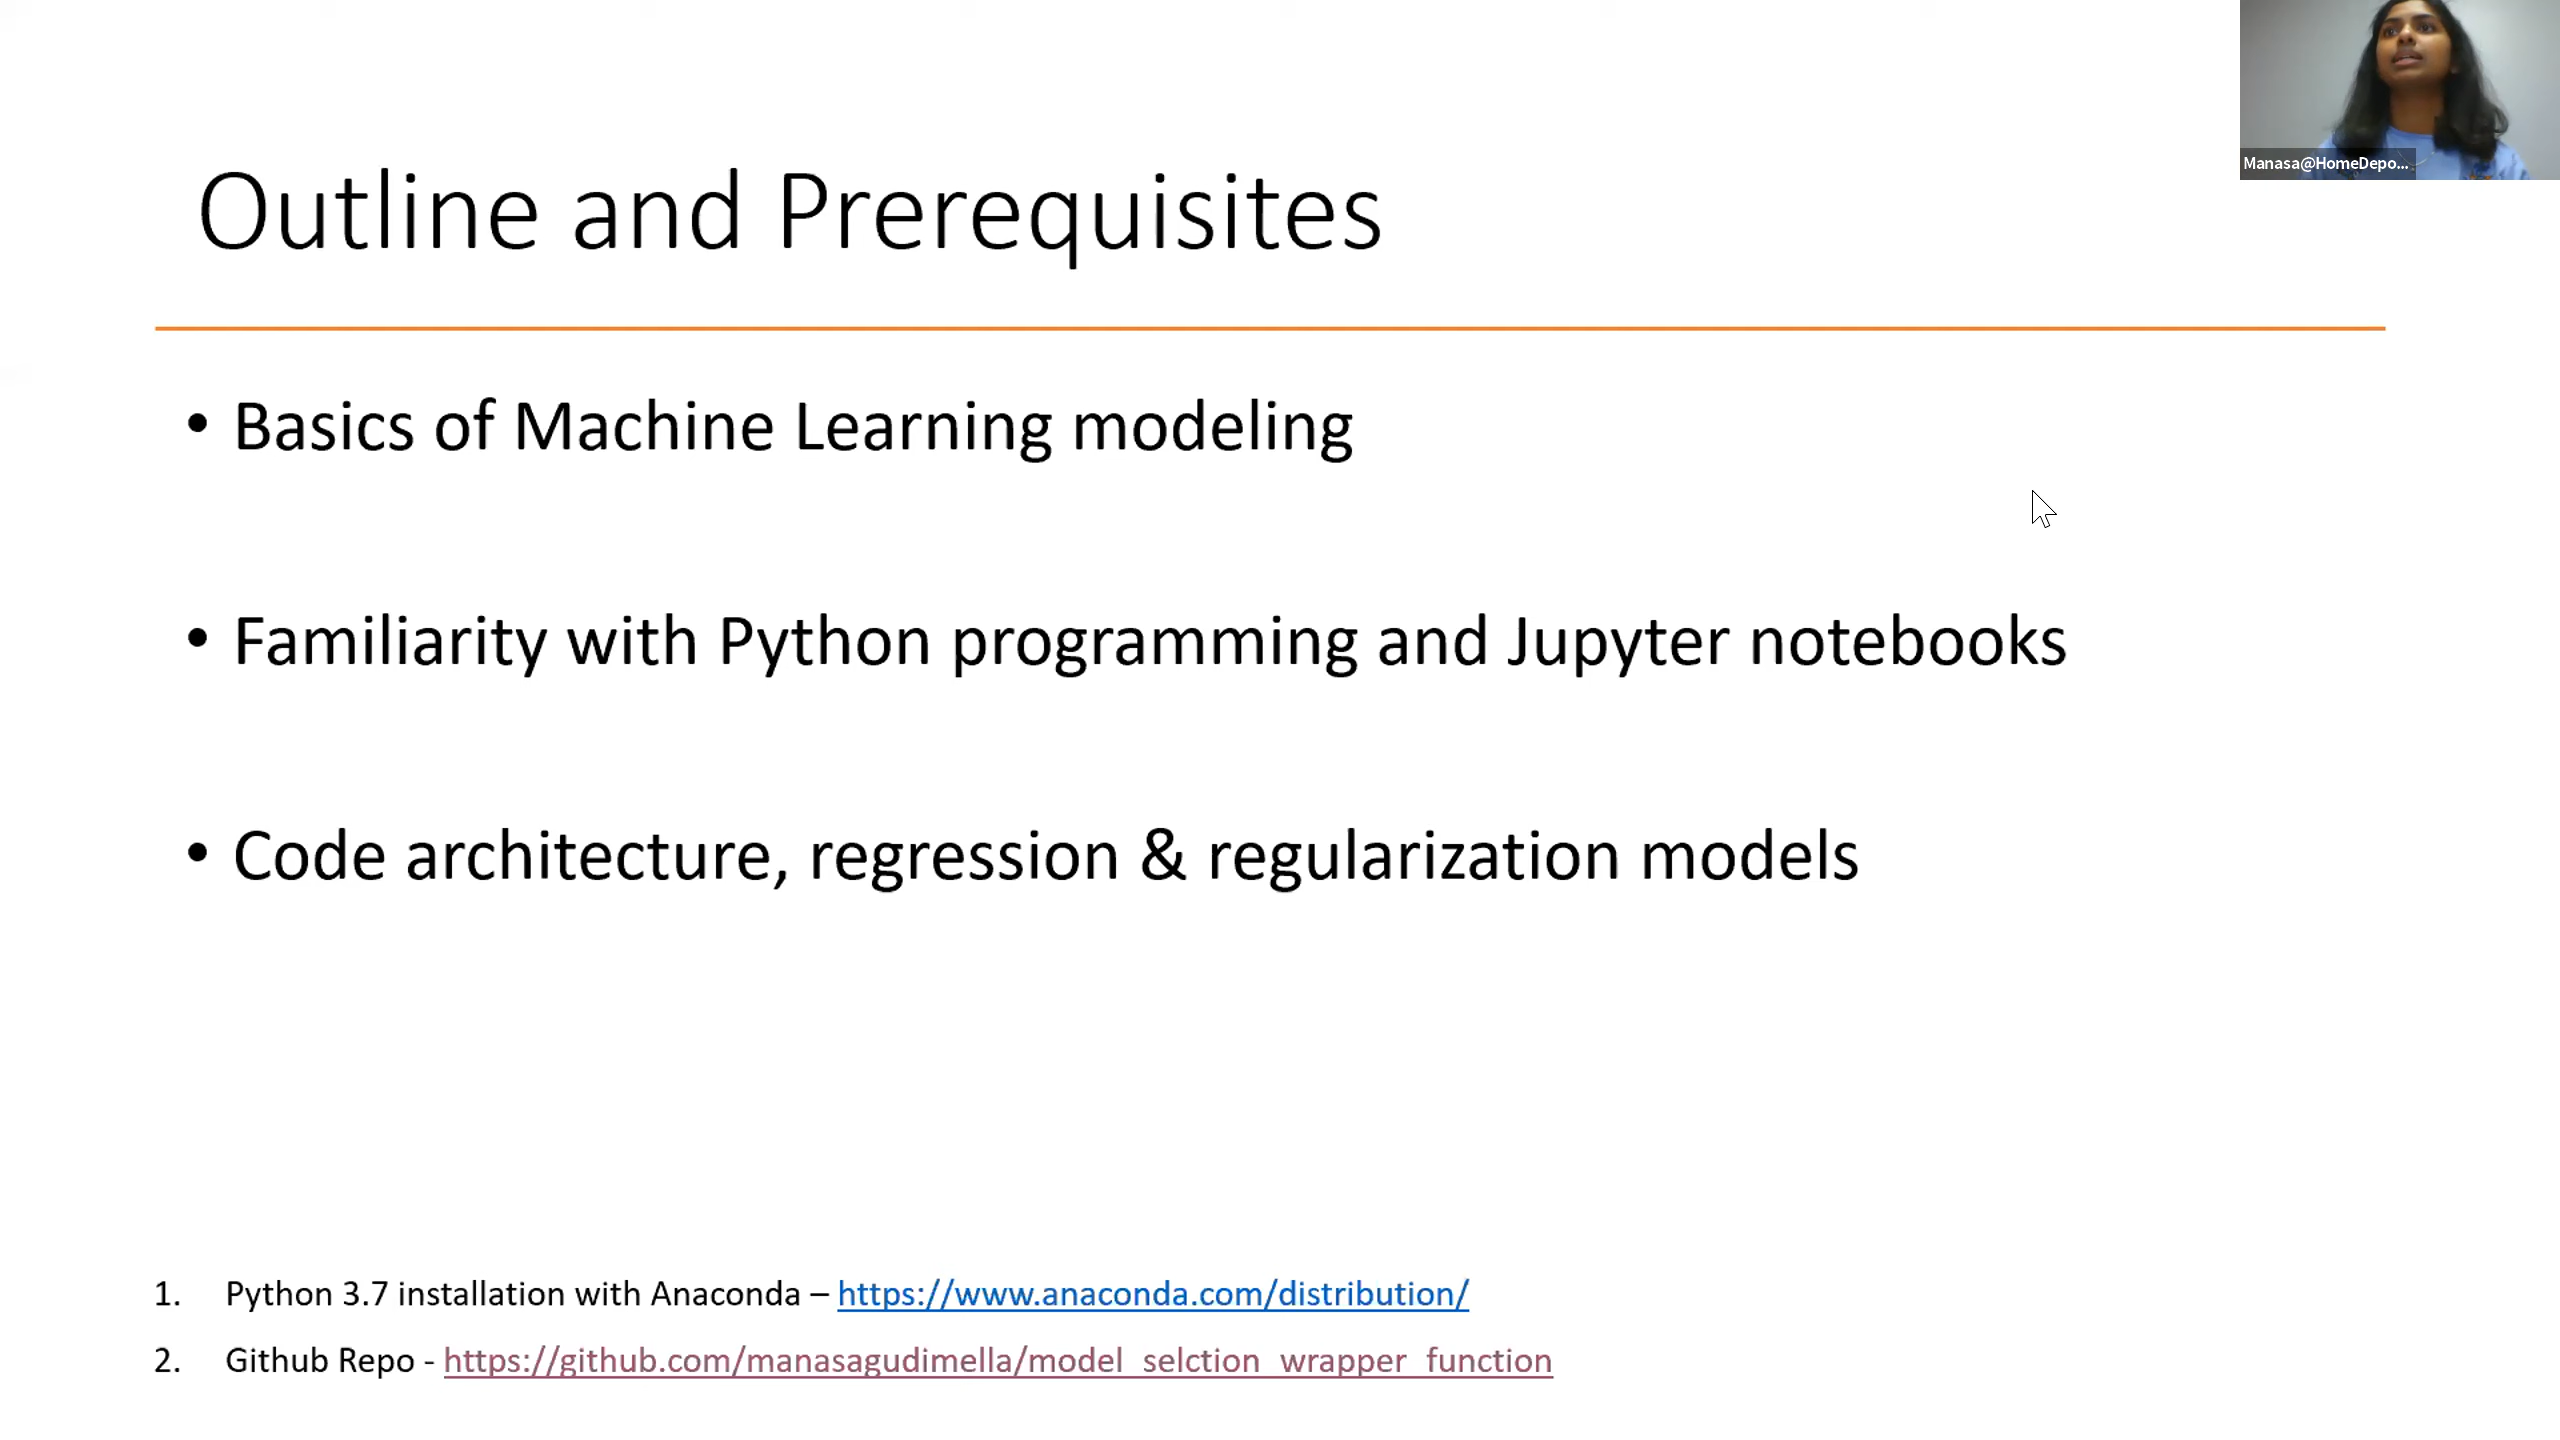 Manasa@HomeDepo...
Outline and Prerequisites
• Basics of Machine Learning modeling
• Familiarity with Python programming and Jupyter notebooks
• Code architecture, regression & regularization models
1. Python 3.7 installation with Anaconda – https://www.anaconda.com/distribution/
2. Github Repo - https://github.com/manasagudimella/model_selction_wrapper_function